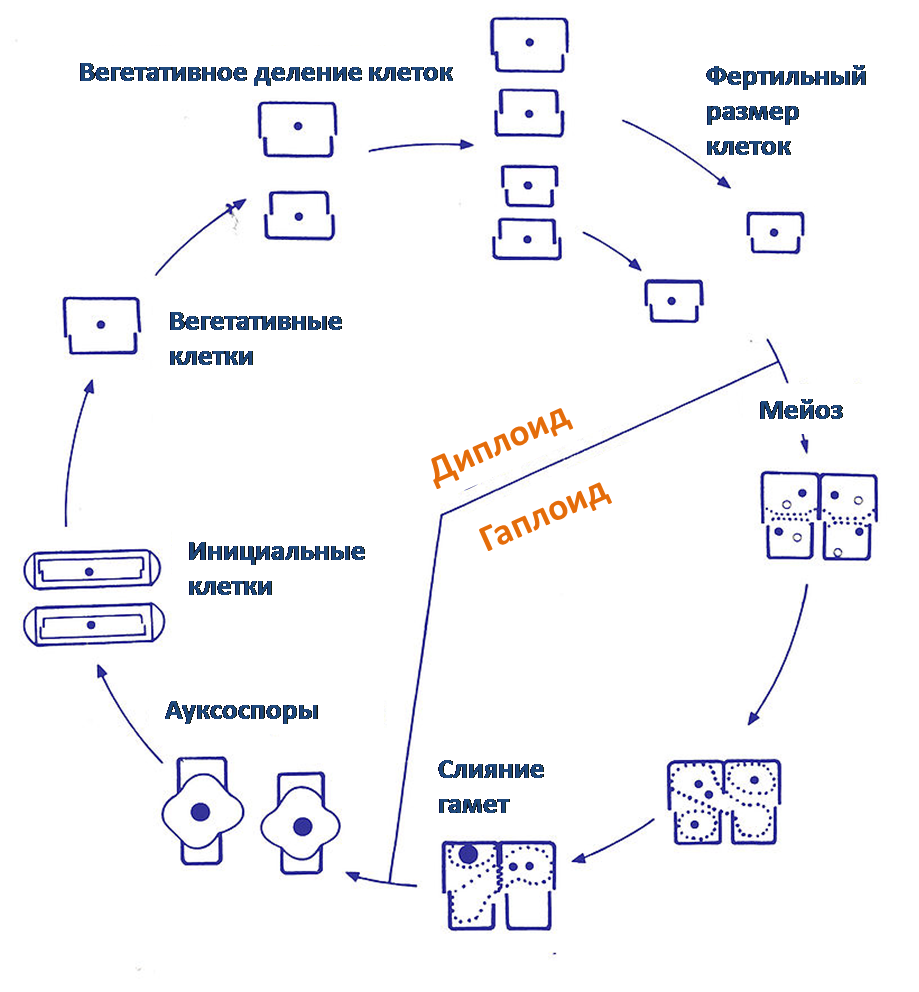 Вегетативное деление клеток
Фертильный
размер
клеток
Вегетативные
клетки
Мейоз
Диплоид
Гаплоид
Инициальные
клетки
Ауксоспоры
Слияние
гамет